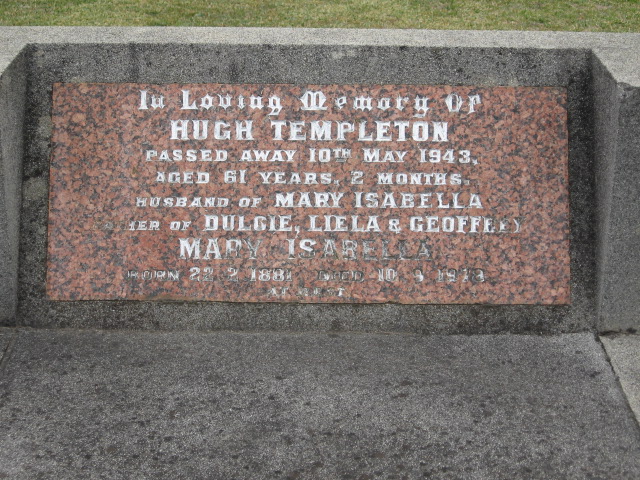 In Loving Memory Of
HUGH TEMPLETON
PASSED AWAY 10TH MAY 1943,
AGED 61 YEARS, 2 MONTHS.
HUSBAND OF MARY ISABELLA
FATHER OF DULCIE, LIELA & GEOFFREY
MARY ISABELLA
BORN 22.2.1881 DIED 10.4.1973
AT REST